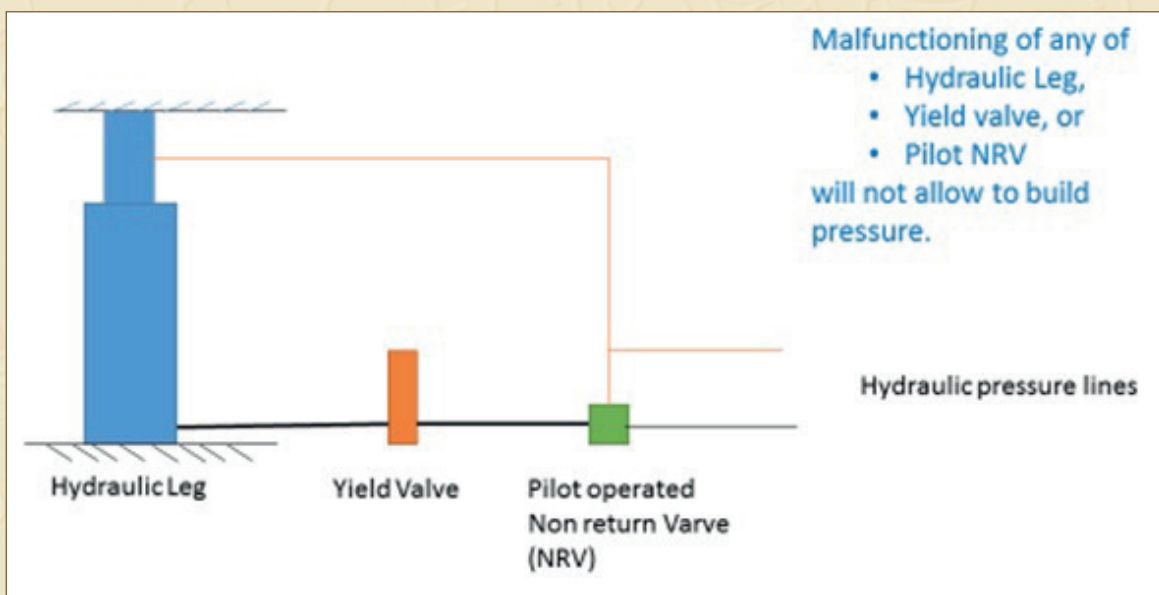 Malfunctioning of any of
• Hydraulic Leg,
• Yield valve, or
• Pilot NRV
will not allow to build
pressure.
Hydraulic pressure lines
Hydraulic Leg
Yield Valve
Pilot operated
Non return Varve
(NRV)